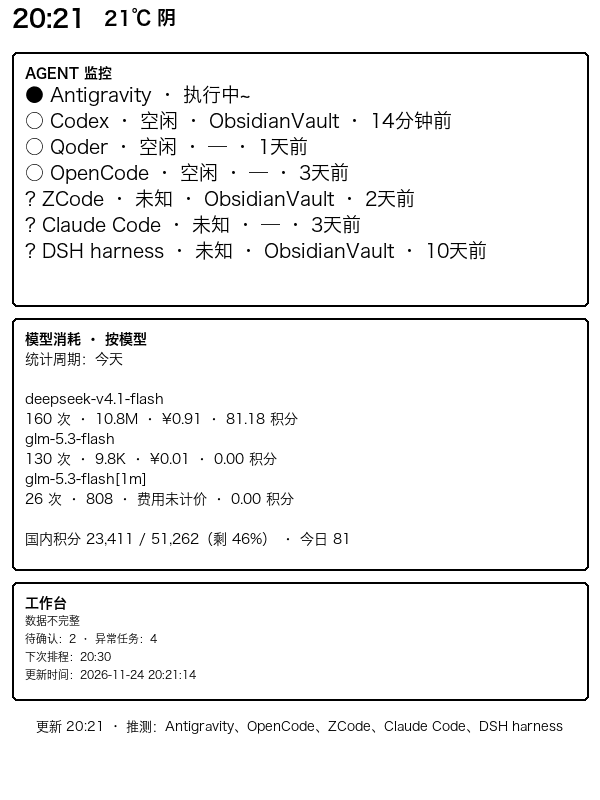 20:21 21℃ 阴
AGENT 监控
● Antigravity · 执行中~
○ Codex · 空闲 · ObsidianVault · 14分钟前
○ Qoder · 空闲 · — · 1天前
○ OpenCode · 空闲 · — · 3天前
? ZCode · 未知 · ObsidianVault · 2天前
? Claude Code · 未知 · — · 3天前
? DSH harness · 未知 · ObsidianVault · 10天前
模型消耗 · 按模型
统计周期：今天
deepseek-v4.1-flash
160 次 · 10.8M · ¥0.91 · 81.18 积分
glm-5.3-flash
130 次 · 9.8K · ¥0.01 · 0.00 积分
glm-5.3-flash[1m]
26 次 · 808 · 费用未计价 · 0.00 积分
国内积分 23,411 / 51,262（剩 46%） · 今日 81
工作台
数据不完整
待确认：2 · 异常任务：4
下次排程：20:30
更新时间：2026-11-24 20:21:14
更新 20:21 · 推测：Antigravity、OpenCode、ZCode、Claude Code、DSH harness